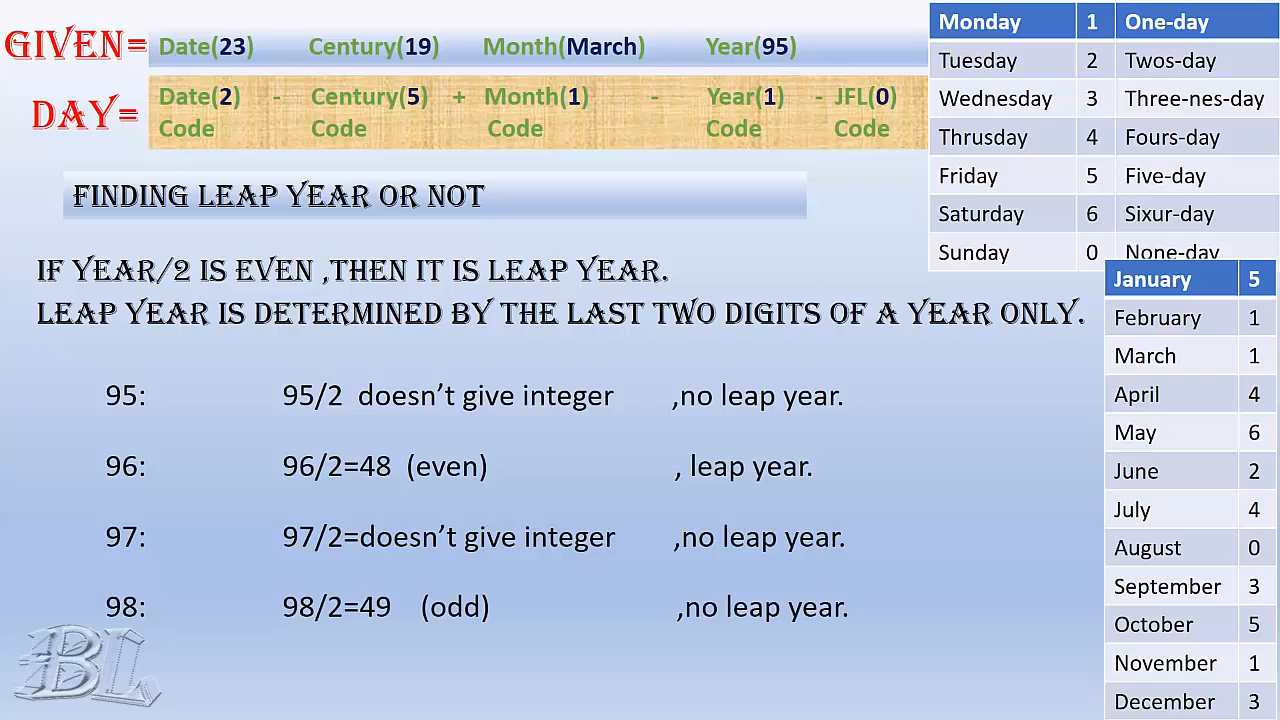 GIVEN= Date(23) Century(19) Month(March) Year(95)
DAY= Date(2) - Century(5) + Month(1) - Year(1) - JFL(0)
Code Code Code Code Code
FINDING LEAP YEAR OR NOT
IF YEAR/2 IS EVEN ,THEN IT IS LEAP YEAR.
LEAP YEAR IS DETERMINED BY THE LAST TWO DIGITS OF A YEAR ONLY.
95: 95/2 doesn’t give integer ,no leap year.
96: 96/2=48 (even) , leap year.
97: 97/2=doesn’t give integer ,no leap year.
98: 98/2=49 (odd) ,no leap year.
Monday 1 One-day
Tuesday 2 Twos-day
Wednesday 3 Three-nes-day
Thrusday 4 Fours-day
Friday 5 Five-day
Saturday 6 Sixur-day
Sunday 0 None-day
January 5
February 1
March 1
April 4
May 6
June 2
July 4
August 0
September 3
October 5
November 1
December 3
BL